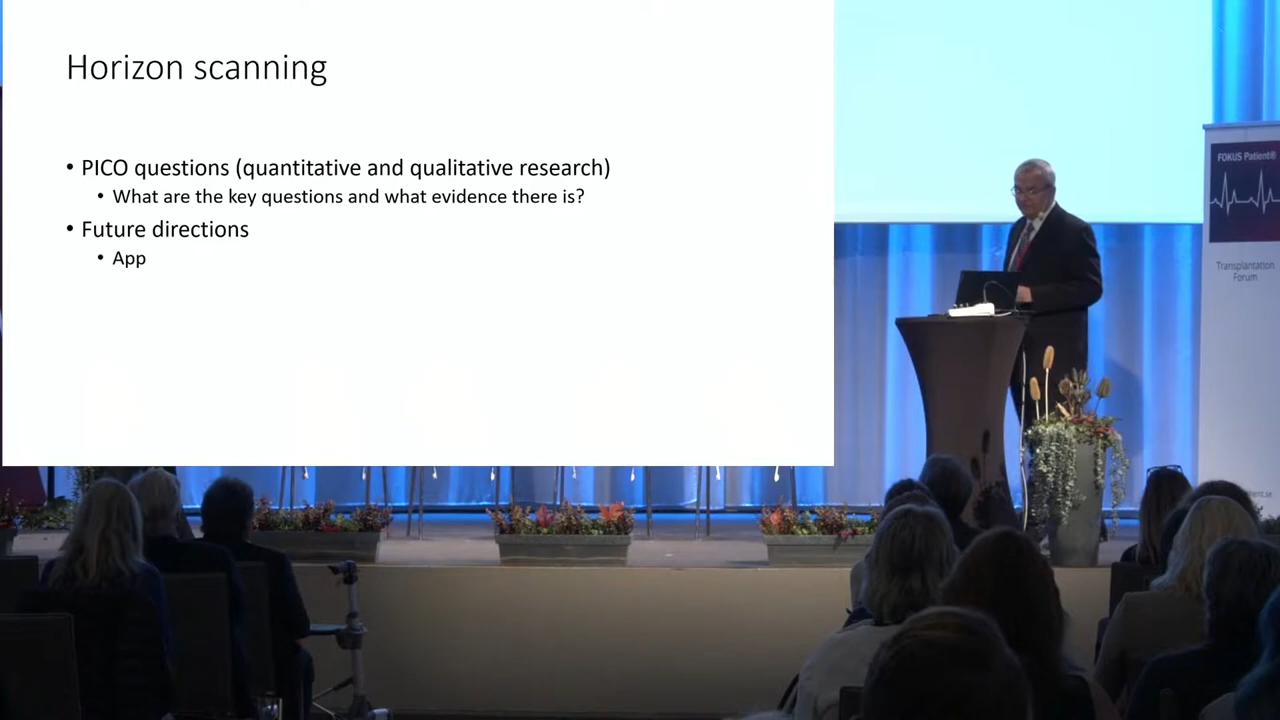 Horizon scanning
• PICO questions (quantitative and qualitative research)
• What are the key questions and what evidence there is?
• Future directions
• App
FOKUS Patient®
Transplantation
Forum